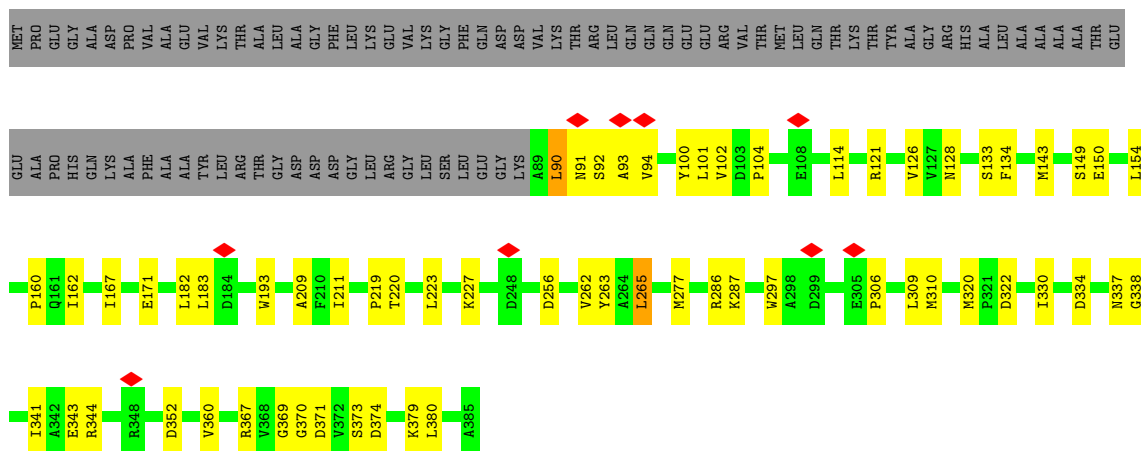 MET PRO GLU GLY ALA ASP PRO VAL ALA GLU VAL LYS THR ALA LEU ALA GLY PHE LEU LYS GLU VAL LYS GLY PHE GLN ASP ASP VAL LYS THR ARG LEU GLN GLN GLN GLU GLU ARG VAL THR MET LEU GLN THR LYS THR TYR ALA GLY ARG HIS ALA LEU ALA ALA ALA ALA THR GLU
GLU ALA PRO HIS GLN LYS ALA PHE ALA ALA TYR LEU ARG THR GLY ASP ASP ASP GLY LEU ARG GLY LEU SER LEU GLU GLY LYS A89 L90 N91 S92 A93 V94 Y100 L101 V102 D103 P104 E108 L114 R121 V126 V127 N128 S133 F134 M143 S149 E150 L154
P160 Q161 I162 I167 E171 L182 L183 D184 W193 A209 F210 I211 P219 T220 L223 K227 D248 D256 V262 Y263 A264 L265 M277 R286 K287 W297 A298 D299 E305 P306 L309 M310 M320 P321 D322 I330 D334 N337 G338
I341 A342 E343 R344 R348 D352 V360 R367 V368 G369 G370 D371 V372 S373 D374 K379 L380 A385